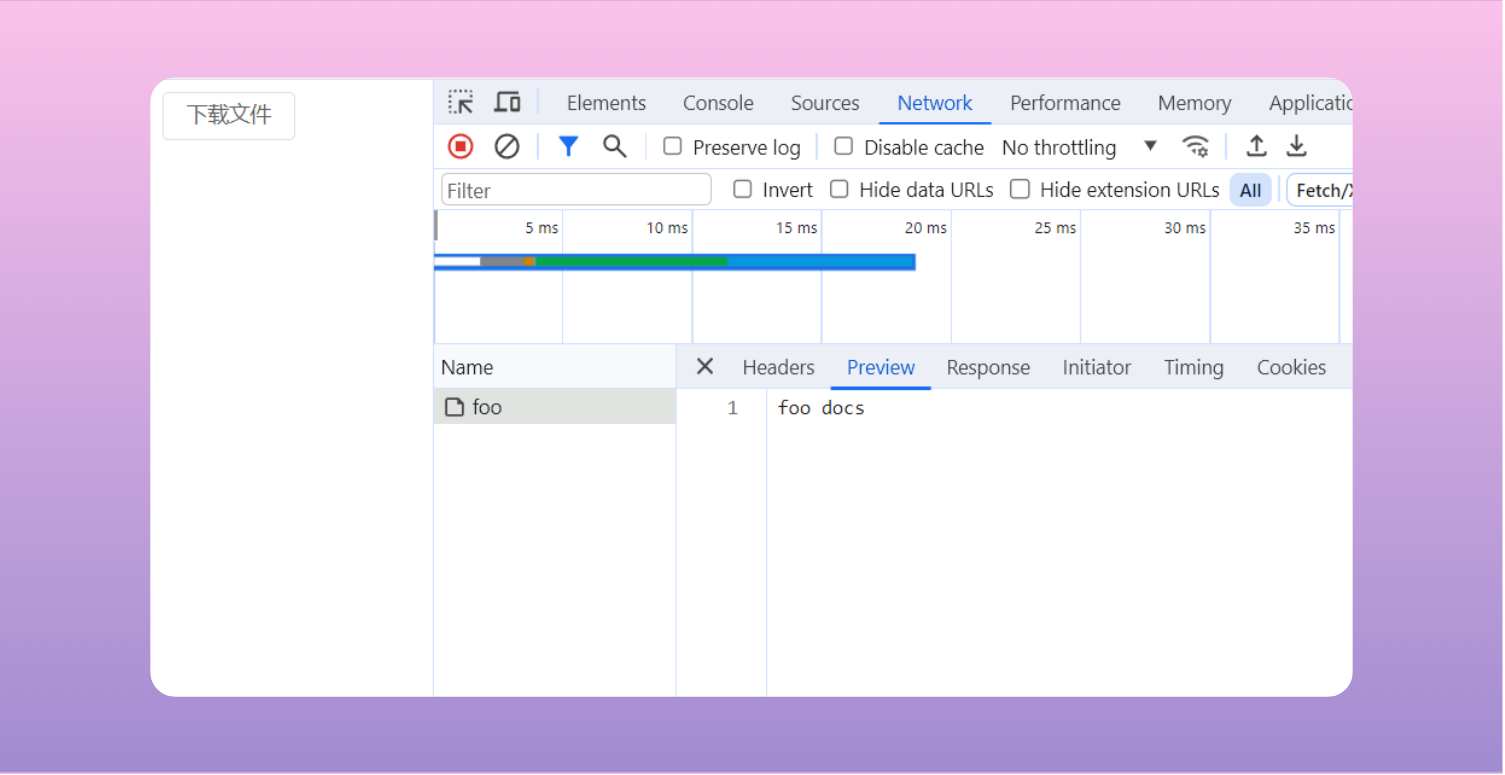 下载文件
Elements Console Sources Network Performance Memory Applicatic
Preserve log Disable cache No throttling
Filter Invert Hide data URLs Hide extension URLs All Fetch/X
5 ms 10 ms 15 ms 20 ms 25 ms 30 ms 35 ms
Name Headers Preview Response Initiator Timing Cookies
foo 1 foo docs